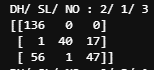 DH/ SL/ NO : 2/ 1/ 3
[[136   0   0]
 [  1  40  17]
 [ 56   1  47]]